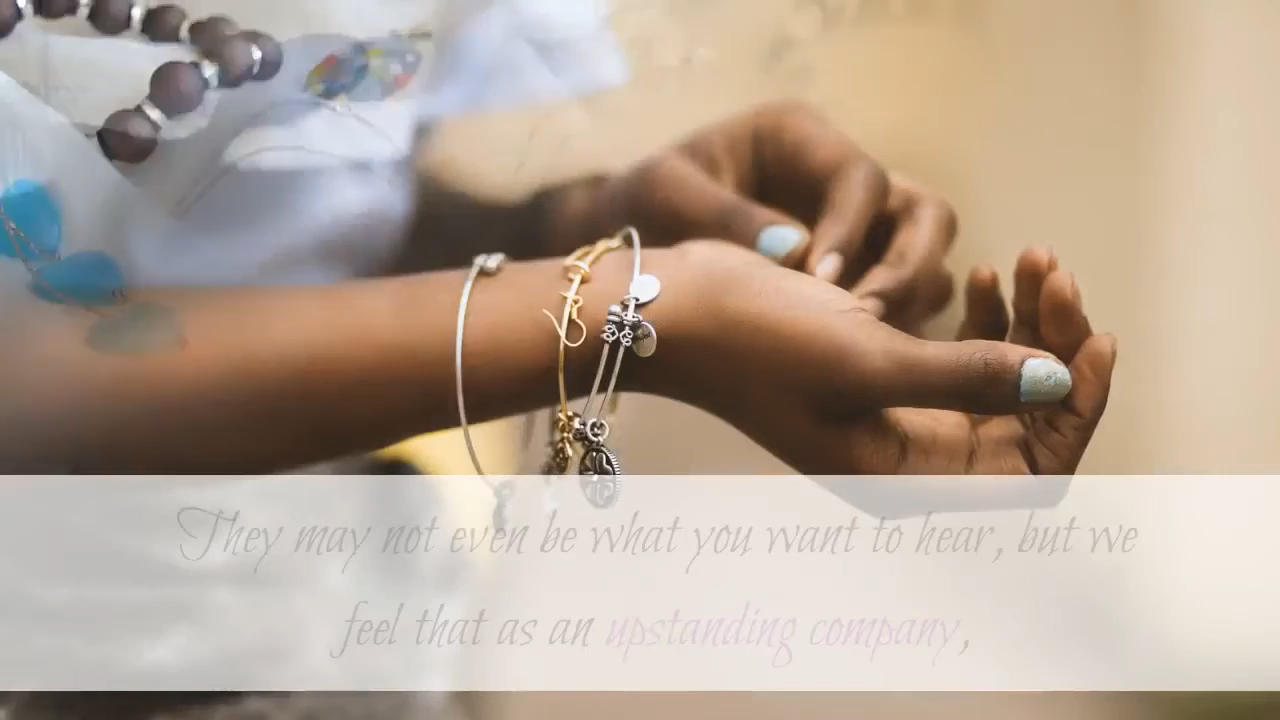 They may not even be what you want to hear, but we
feel that as an upstanding company,